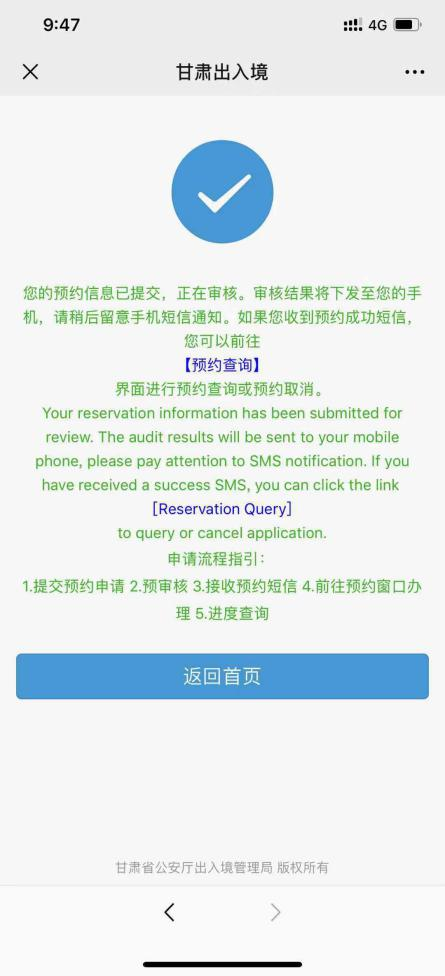 9:47
4G
甘肃出入境
您的预约信息已提交，正在审核。审核结果将下发至您的手
机，请稍后留意手机短信通知。如果您收到预约成功短信，
您可以前往
【预约查询】
界面进行预约查询或预约取消。
Your reservation information has been submitted for
review. The audit results will be sent to your mobile
phone, please pay attention to SMS notification. If you
have received a success SMS, you can click the link
[Reservation Query]
to query or cancel application.
申请流程指引：
1.提交预约申请 2.预审核 3.接收预约短信 4.前往预约窗口办
理 5.进度查询
返回首页
甘肃省公安厅出入境管理局 版权所有